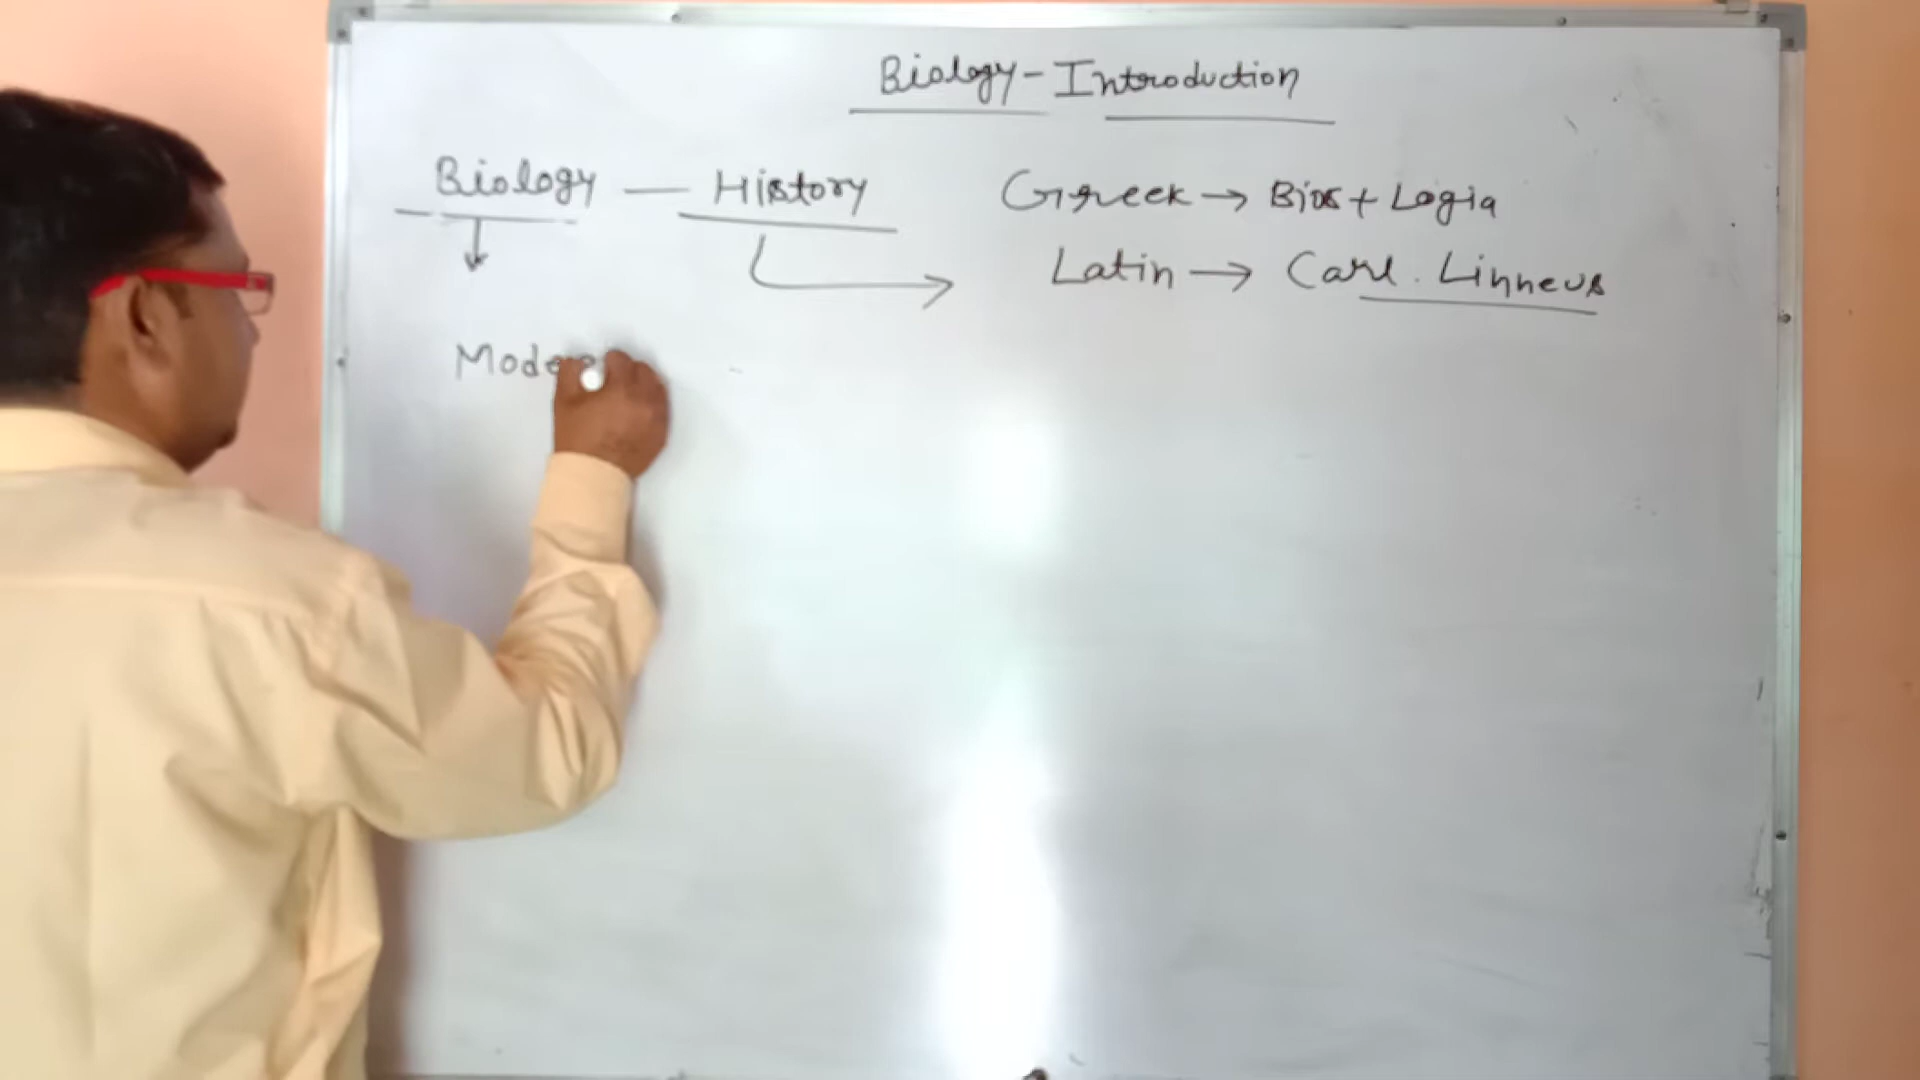 Biology - Introduction
Biology — History Greek → Bios + Logia
Latin → Carl. Linneus